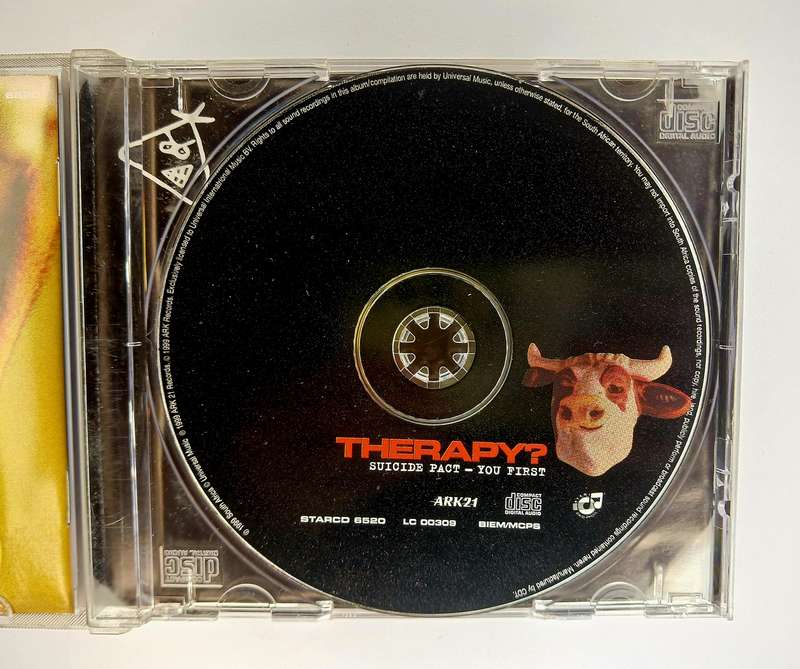 ® 1999 South Africa © Universal Music ℗ 1999 ARK 21 Records. © 1999 ARK Records. Exclusively licensed to Universal International Music BV. Rights to all sound recordings in this album/compilation are held by Universal Music, unless otherwise stated, for the South African territory. You may not import into South Africa copies of the sound recordings, nor copy, hire, lend, publicly perform or broadcast sound recordings contained herein. Manufactured by CDT.
COMPACT
disc
DIGITAL AUDIO
THERAPY?
SUICIDE PACT – YOU FIRST
ARK21
COMPACT
disc
DIGITAL AUDIO
STARCD 6520
LC 00309
BIEM/MCPS
COMPACT
disc
DIGITAL AUDIO